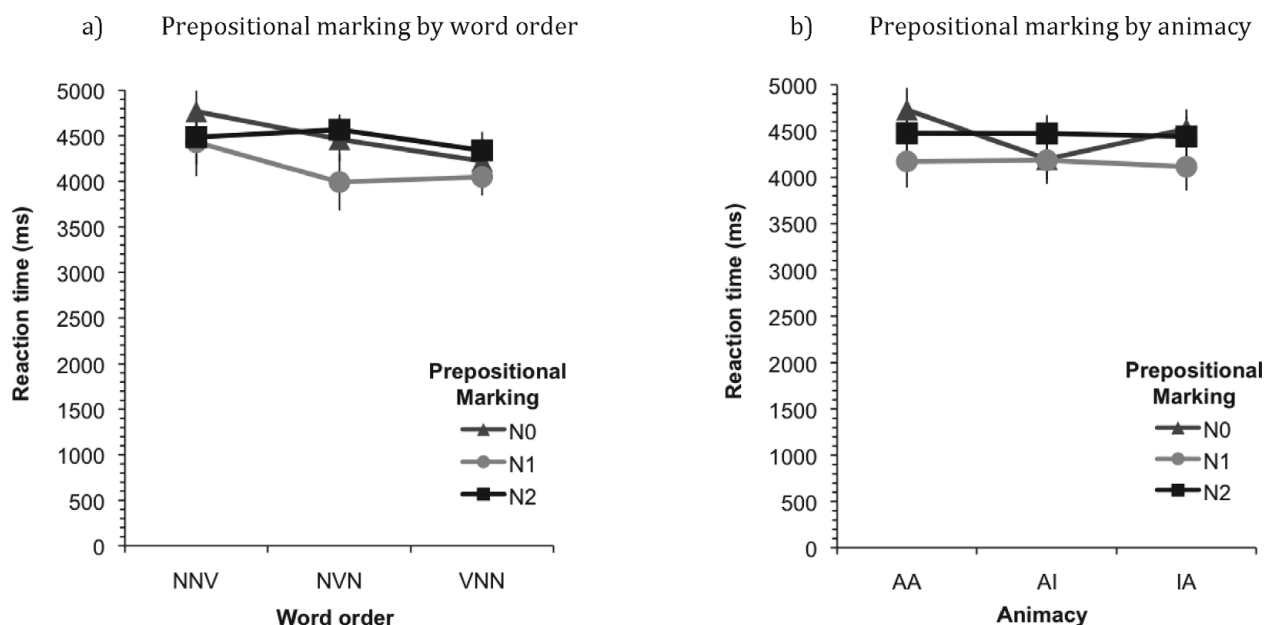 a) Prepositional marking by word order
5000
4500
4000
3500
3000
2500
2000
1500
1000
500
0
Reaction time (ms)
Prepositional
Marking
N0
N1
N2
NNV NVN VNN
Word order
b) Prepositional marking by animacy
5000
4500
4000
3500
3000
2500
2000
1500
1000
500
0
Reaction time (ms)
Prepositional
Marking
N0
N1
N2
AA AI IA
Animacy